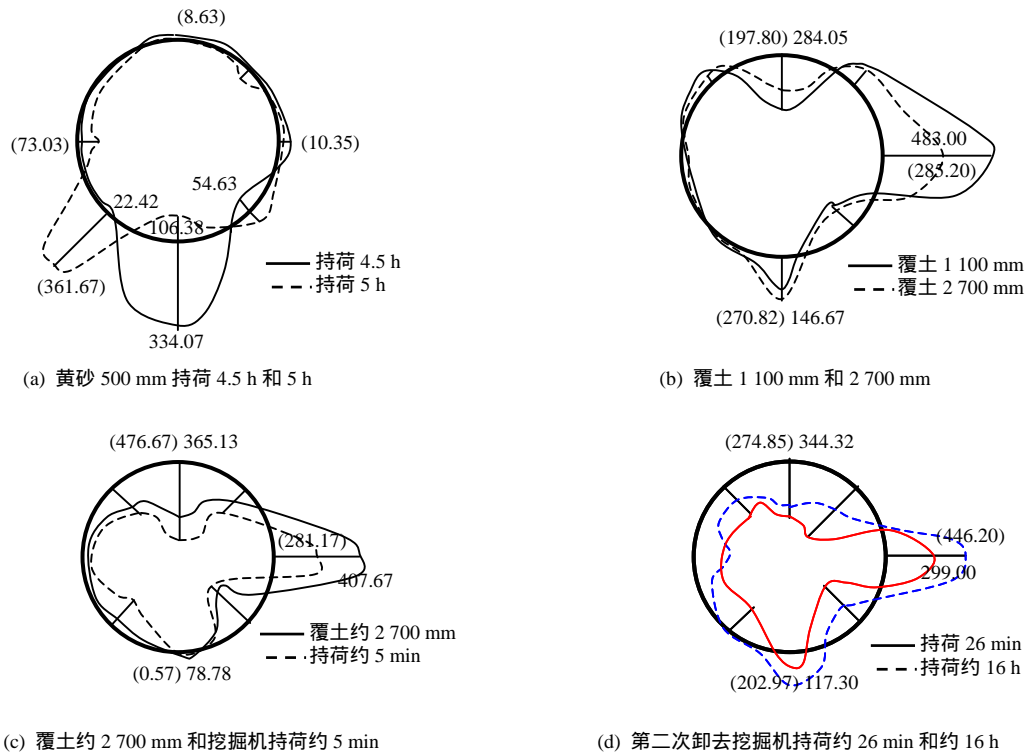 (8.63)
(73.03)
(10.35)
54.63
22.42
106.38
(361.67)
334.07
持荷 4.5 h
持荷 5 h
(a) 黄砂 500 mm 持荷 4.5 h 和 5 h
(197.80) 284.05
483.00
(285.20)
覆土 1 100 mm
覆土 2 700 mm
(270.82) 146.67
(b) 覆土 1 100 mm 和 2 700 mm
(476.67) 365.13
(281.17)
407.67
覆土约 2 700 mm
持荷约 5 min
(0.57) 78.78
(c) 覆土约 2 700 mm 和挖掘机持荷约 5 min
(274.85) 344.32
(446.20)
299.00
持荷 26 min
持荷约 16 h
(202.97) 117.30
(d) 第二次卸去挖掘机持荷约 26 min 和约 16 h